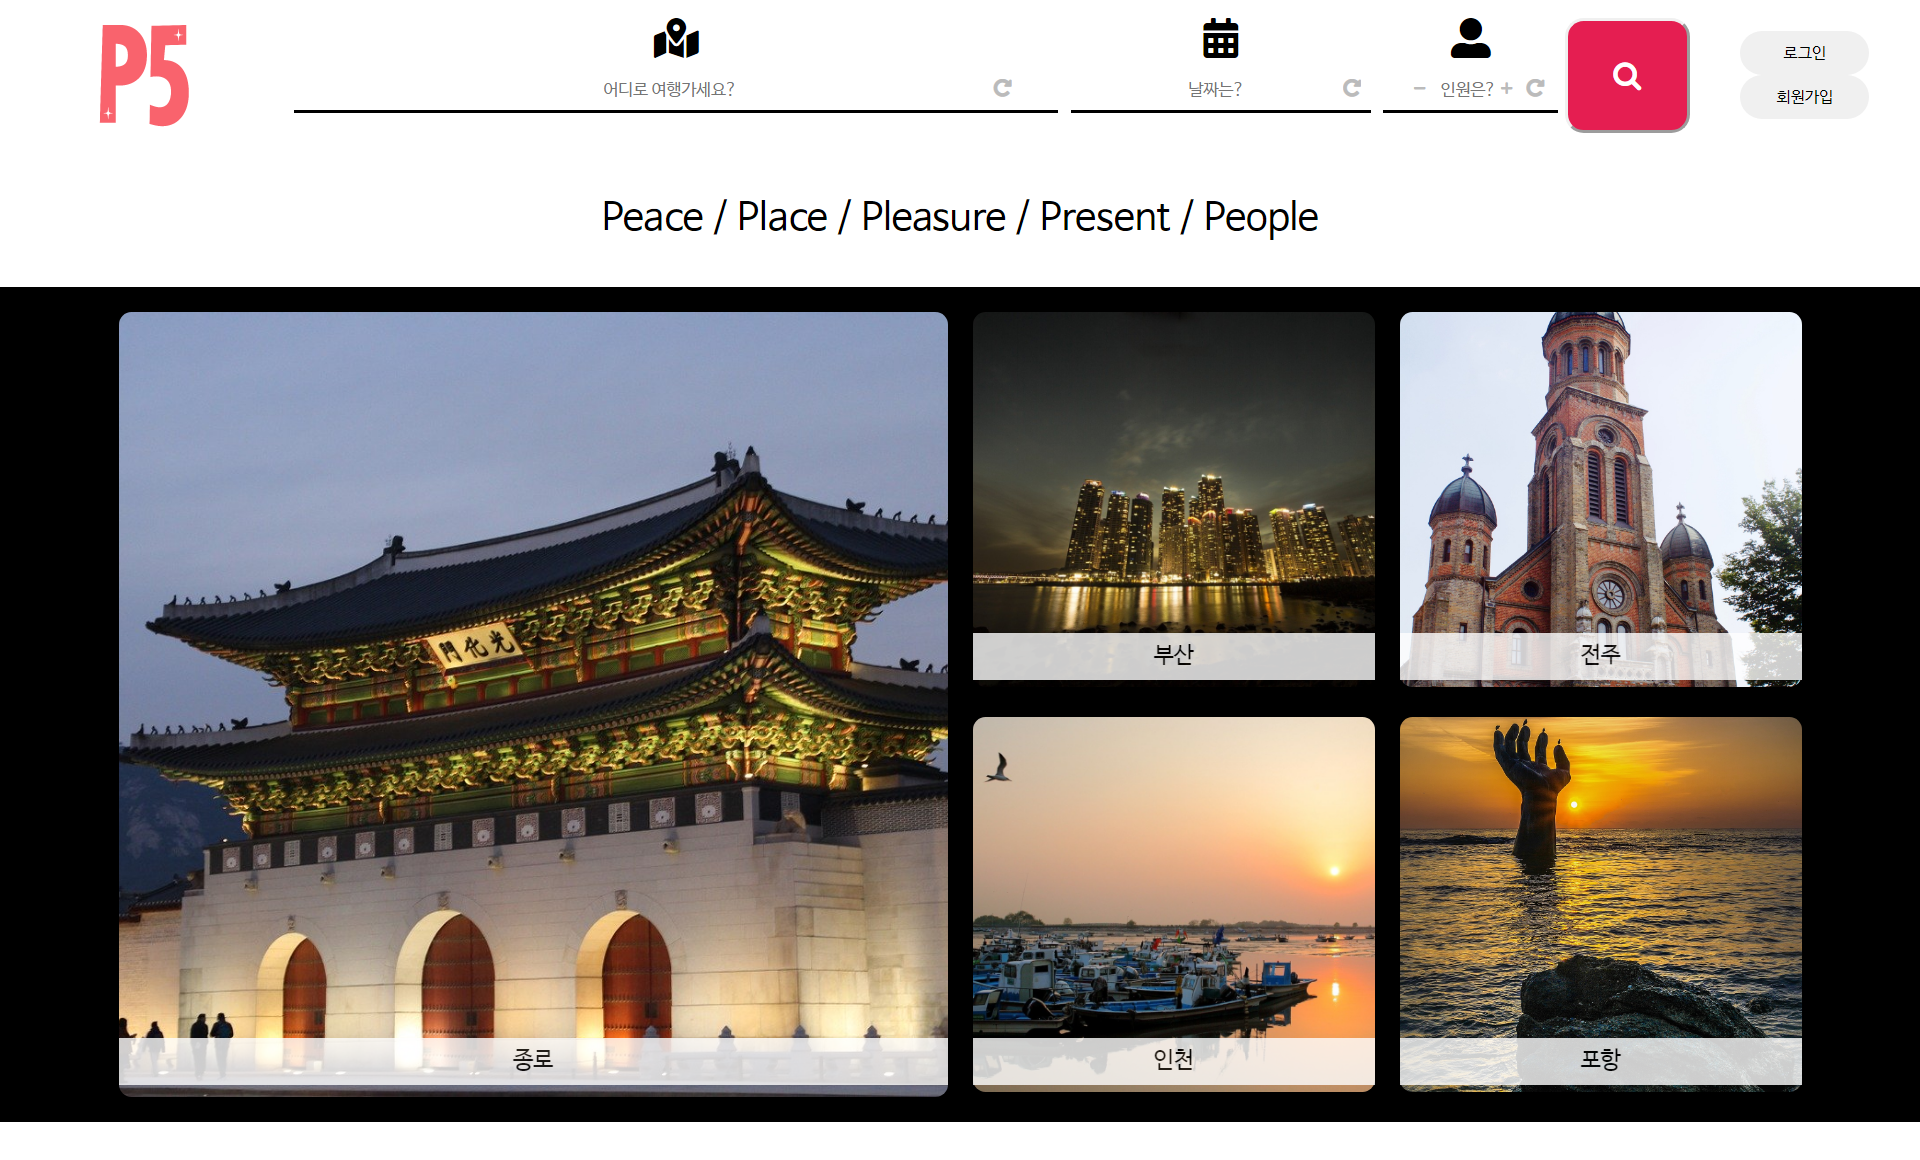 P5
어디로 여행가세요?
날짜는?
인원은?
로그인
회원가입
Peace / Place / Pleasure / Present / People
門化光
종로
부산
전주
인천
포항